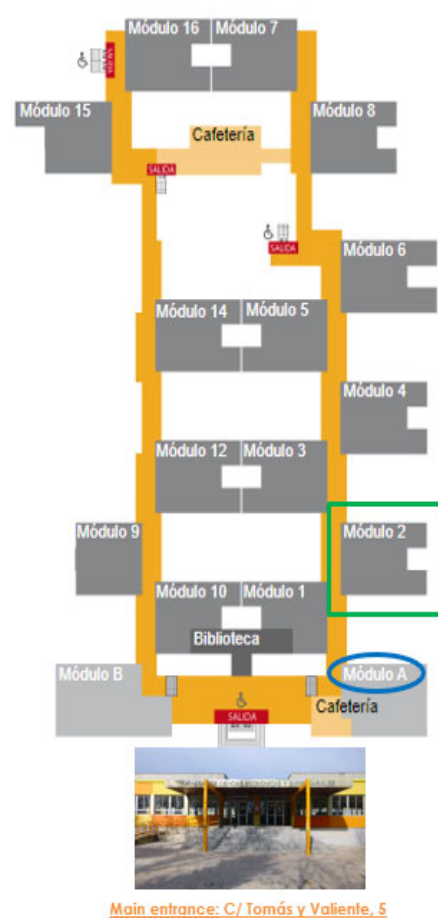 Módulo 16
Módulo 7
SALIDA
Módulo 15
Cafetería
Módulo 8
SALIDA
SALIDA
Módulo 6
Módulo 14
Módulo 5
Módulo 4
Módulo 12
Módulo 3
Módulo 9
Módulo 2
Módulo 10
Módulo 1
Biblioteca
Módulo B
Módulo A
Cafetería
SALIDA
Main entrance: C/ Tomás y Valiente, 5